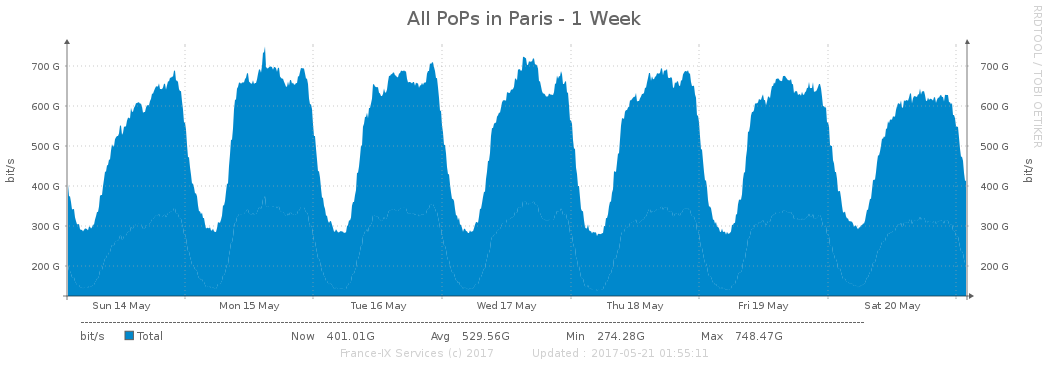 All PoPs in Paris - 1 Week
RRDTOOL / TOBI OETIKER
bit/s
700 G
600 G
500 G
400 G
300 G
200 G
700 G
600 G
500 G
400 G
300 G
200 G
bit/s
Sun 14 May Mon 15 May Tue 16 May Wed 17 May Thu 18 May Fri 19 May Sat 20 May
bit/s Total Now 401.01G Avg 529.56G Min 274.28G Max 748.47G
France-IX Services (c) 2017 Updated : 2017-05-21 01:55:11